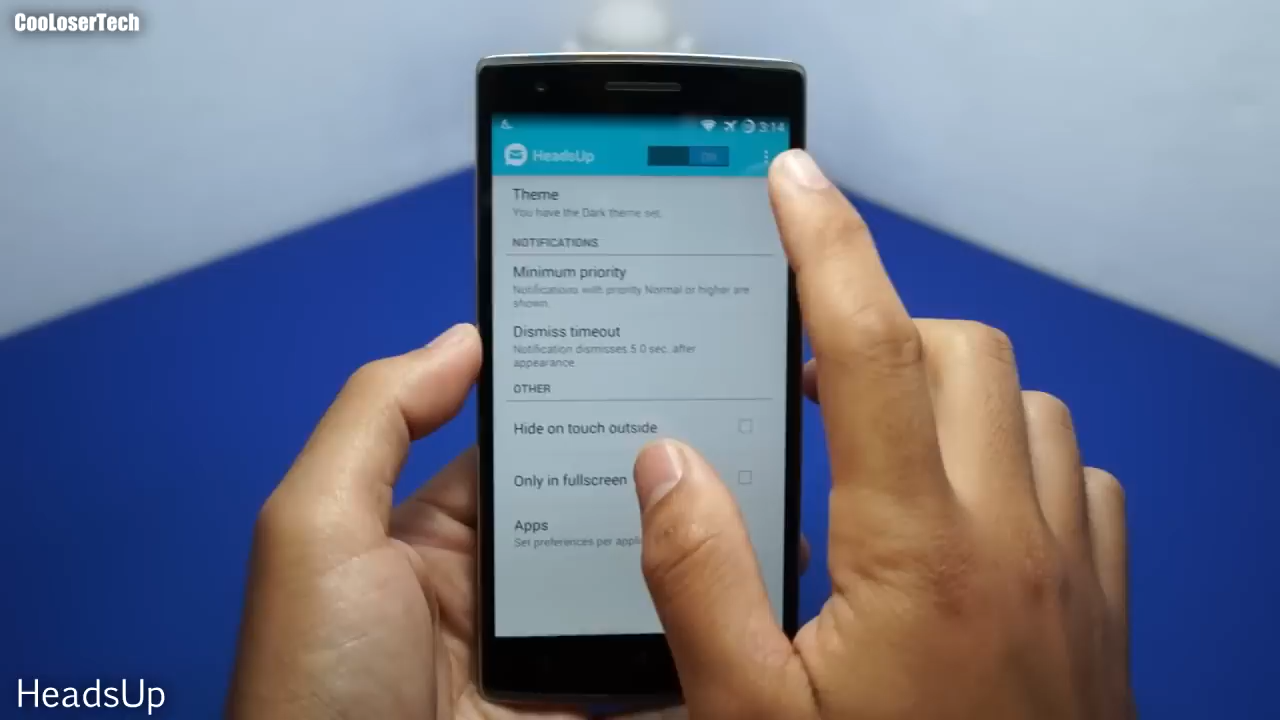 CooLoserTech
3:14
HeadsUp
ON
Theme
You have the Dark theme set.
NOTIFICATIONS
Minimum priority
Notifications with priority Normal or higher are
shown.
Dismiss timeout
Notification dismisses 5.0 sec. after
appearance
OTHER
Hide on touch outside
Only in fullscreen
Apps
Set preferences per appli
HeadsUp